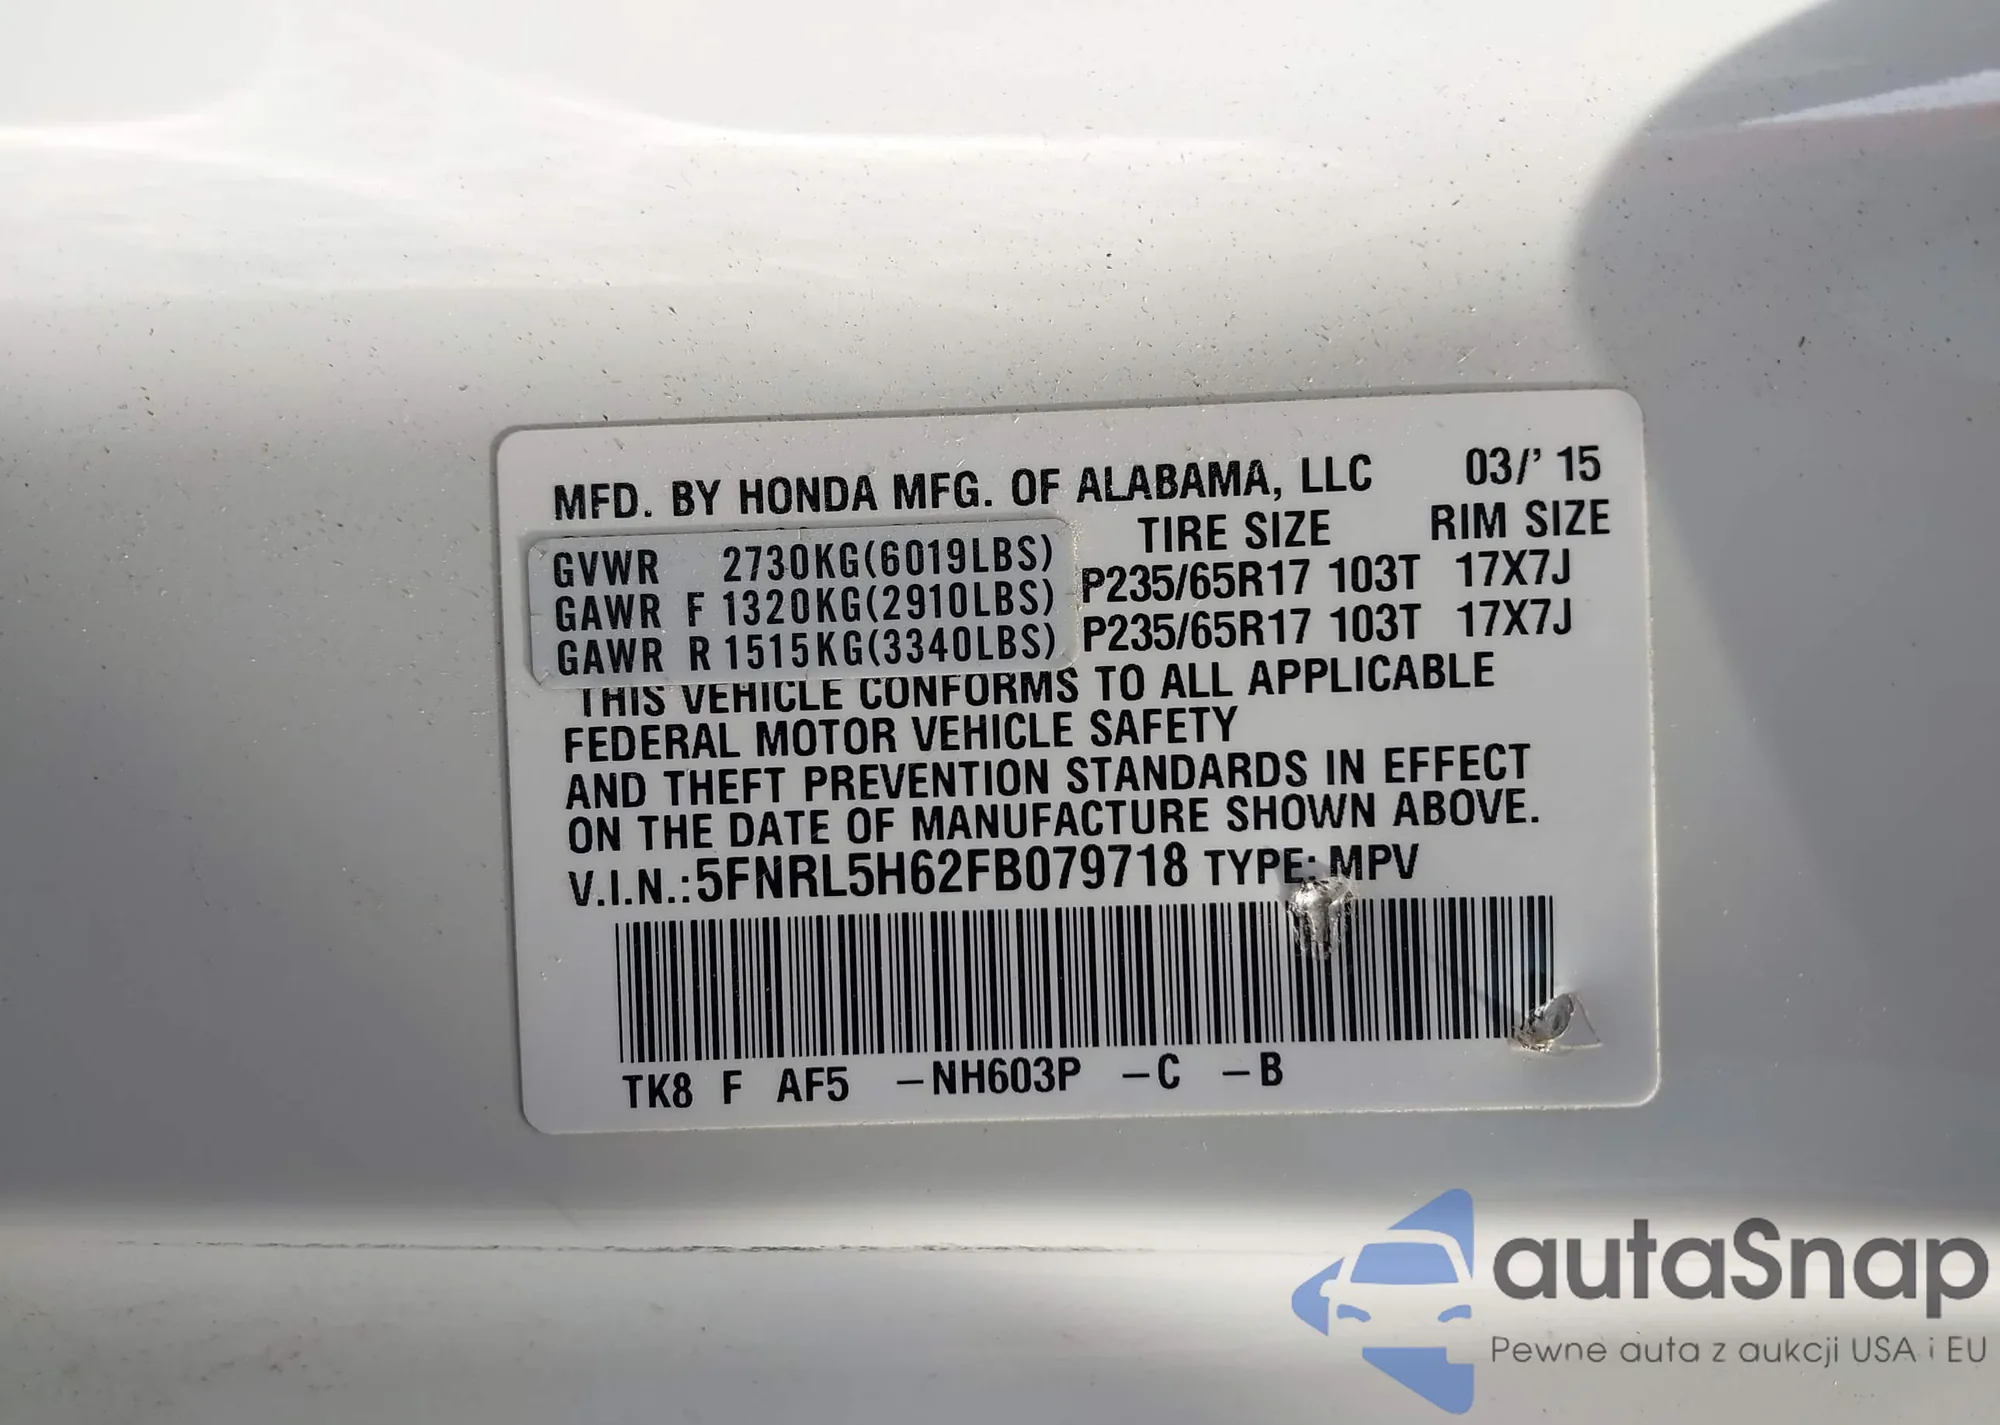 MFD. BY HONDA MFG. OF ALABAMA, LLC 03/' 15
TIRE SIZE RIM SIZE
GVWR 2730KG(6019LBS)
GAWR F 1320KG(2910LBS) P235/65R17 103T 17X7J
GAWR R 1515KG(3340LBS) P235/65R17 103T 17X7J
THIS VEHICLE CONFORMS TO ALL APPLICABLE
FEDERAL MOTOR VEHICLE SAFETY
AND THEFT PREVENTION STANDARDS IN EFFECT
ON THE DATE OF MANUFACTURE SHOWN ABOVE.
V.I.N.:5FNRL5H62FB079718 TYPE: MPV
TK8 F AF5 –NH603P –C –B
autaSnap
Pewne auta z aukcji USA i EU